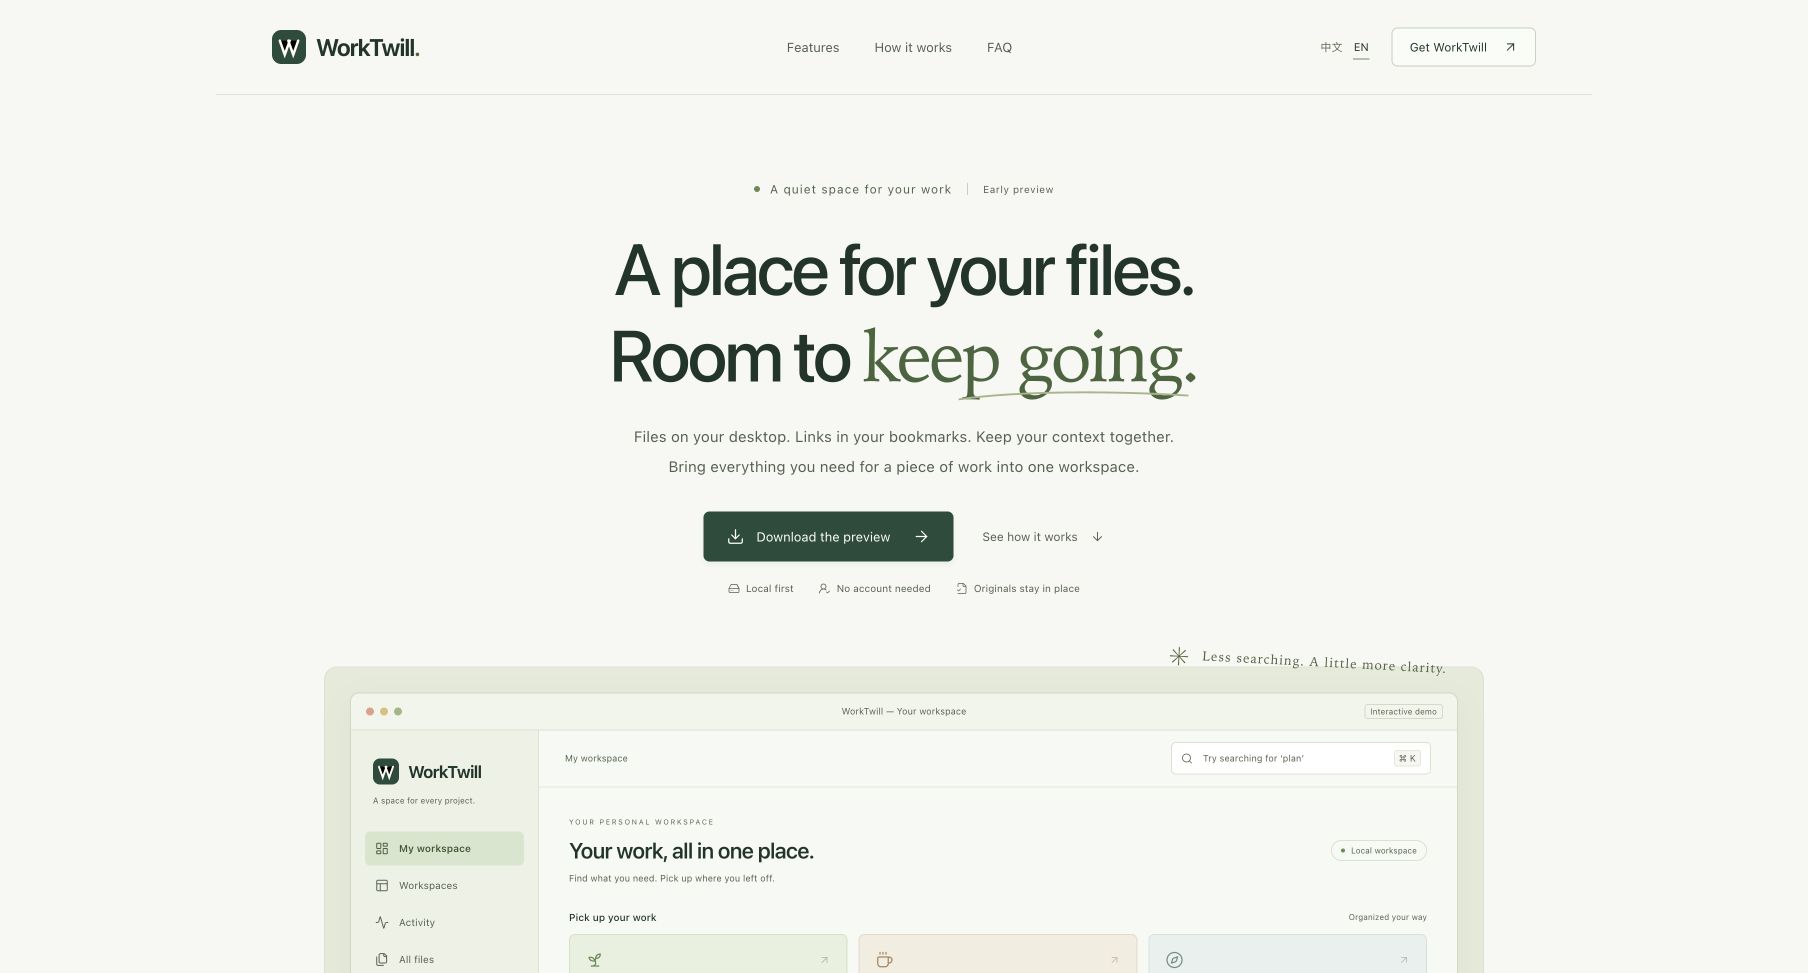 WorkTwill.
Features
How it works
FAQ
中文
EN
Get WorkTwill
A quiet space for your work
Early preview
A place for your files.
Room to keep going.
Files on your desktop. Links in your bookmarks. Keep your context together.
Bring everything you need for a piece of work into one workspace.
Download the preview
See how it works
Local first
No account needed
Originals stay in place
Less searching. A little more clarity.
WorkTwill — Your workspace
Interactive demo
WorkTwill
A space for every project.
My workspace
Workspaces
Activity
All files
My workspace
Try searching for 'plan'
⌘ K
YOUR PERSONAL WORKSPACE
Your work, all in one place.
Find what you need. Pick up where you left off.
Local workspace
Pick up your work
Organized your way